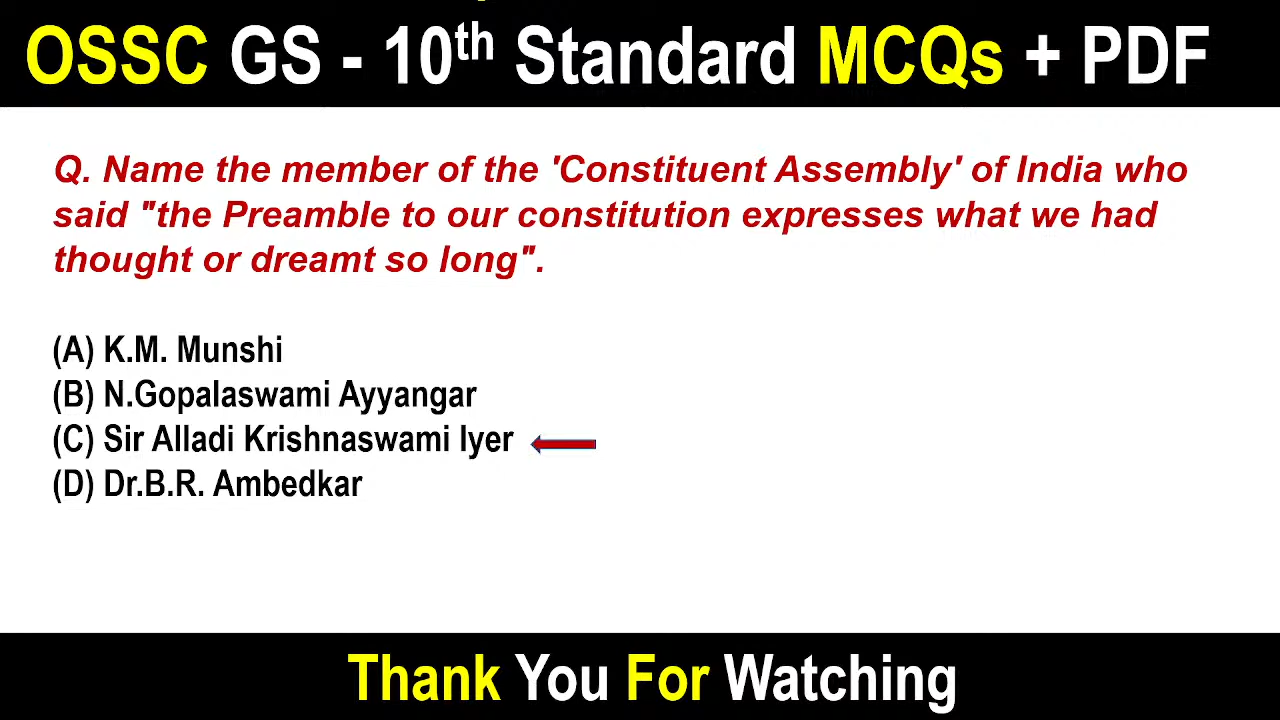 OSSC GS - 10th Standard MCQs + PDF
Q. Name the member of the 'Constituent Assembly' of India who
said "the Preamble to our constitution expresses what we had
thought or dreamt so long".
(A) K.M. Munshi
(B) N.Gopalaswami Ayyangar
(C) Sir Alladi Krishnaswami Iyer
(D) Dr.B.R. Ambedkar
Thank You For Watching